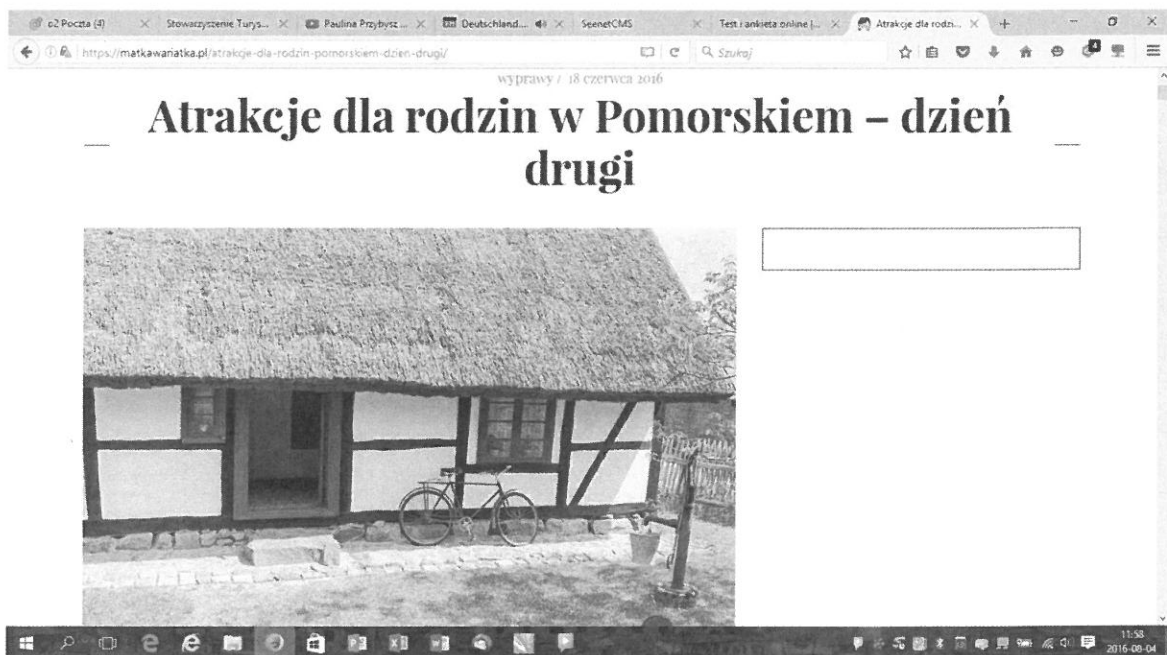 o2 Poczta (4)
Stowarzyszenie Turys...
Paulina Przybysz ...
Deutschland...
SeenetCMS
Test i ankieta online |...
Atrakcje dla rodzi...
https://matkawariatka.pl/atrakcje-dla-rodzin-pomorskiem-dzien-drugi/
Szukaj
4
wyprawy / 18 czerwca 2016
Atrakcje dla rodzin w Pomorskiem – dzień
drugi
11:58
2016-08-04